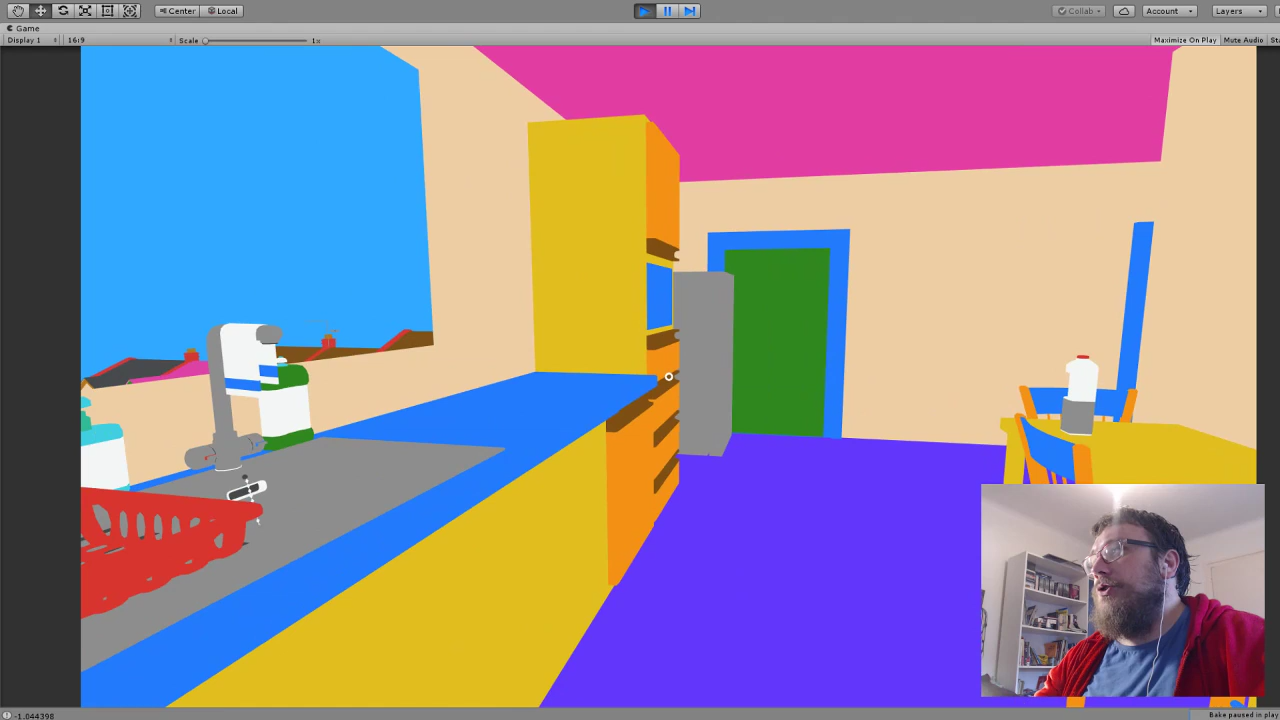 Center Local Collab Account Layers
Game
Display 1 16:9 Scale 1x Maximize On Play Mute Audio Sta
-1.044398 Bake paused in play